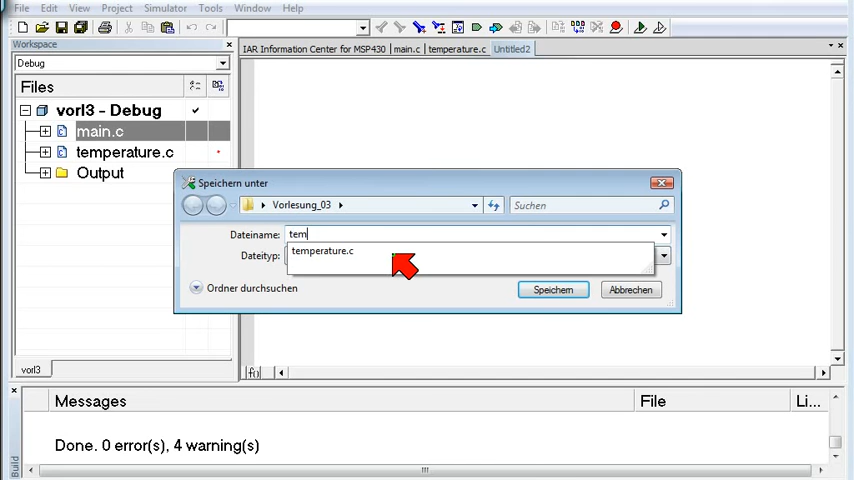 File Edit View Project Simulator Tools Window Help
Workspace
Debug
Files
vorl3 - Debug
main.c
temperature.c
Output
vorl3
IAR Information Center for MSP430 main.c temperature.c Untitled2
Speichern unter
Vorlesung_03
Suchen
Dateiname: tem
temperature.c
Dateityp:
Ordner durchsuchen
Speichern Abbrechen
f()
Messages File Li...
Done. 0 error(s), 4 warning(s)
Build